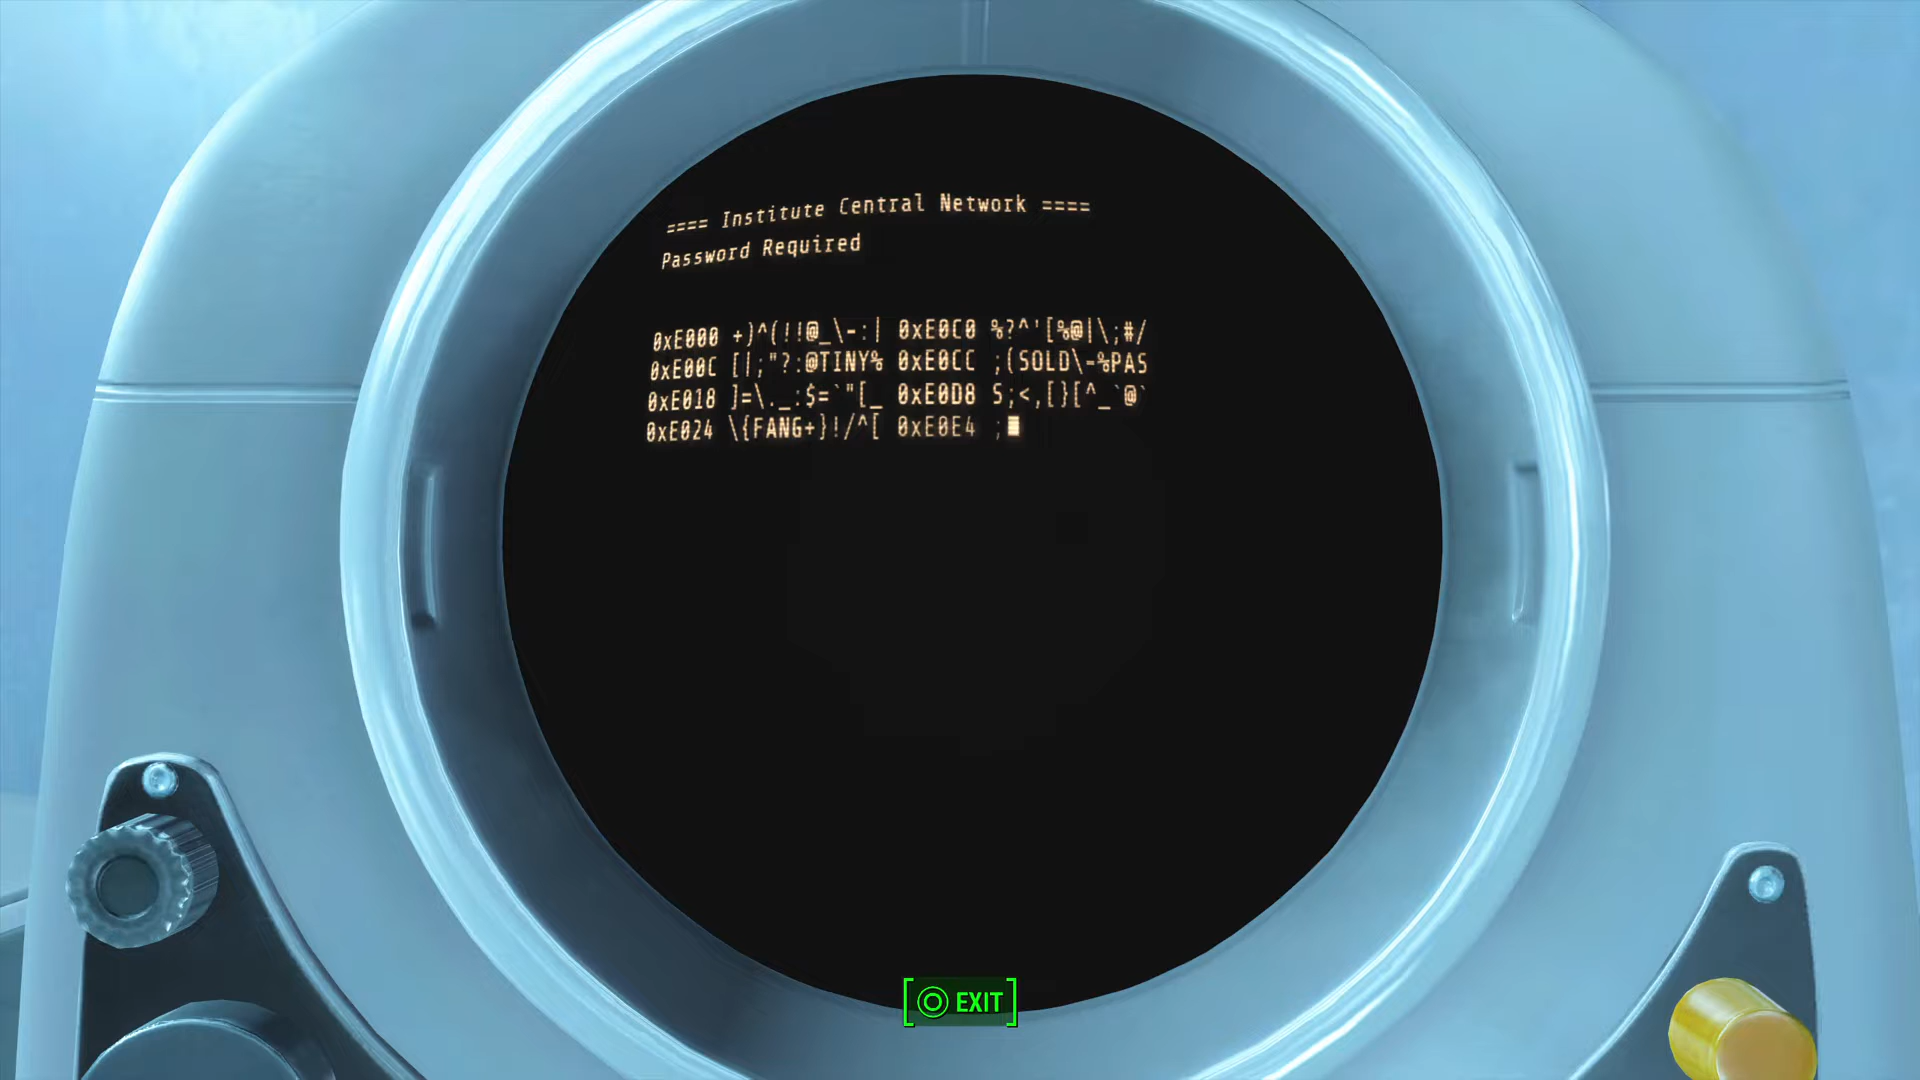 ==== Institute Central Network ====
Password Required
0xE000 +)^(!!@_\-:| 0xE0C0 %?^'[%@|\;#/
0xE00C [|;"?:@TINY% 0xE0CC ;(SOLD\-%PAS
0xE018 ]=\._:$=`"[_ 0xE0D8 S;<,[}[^_`@`
0xE024 \{FANG+}!/^[ 0xE0E4 ;
EXIT